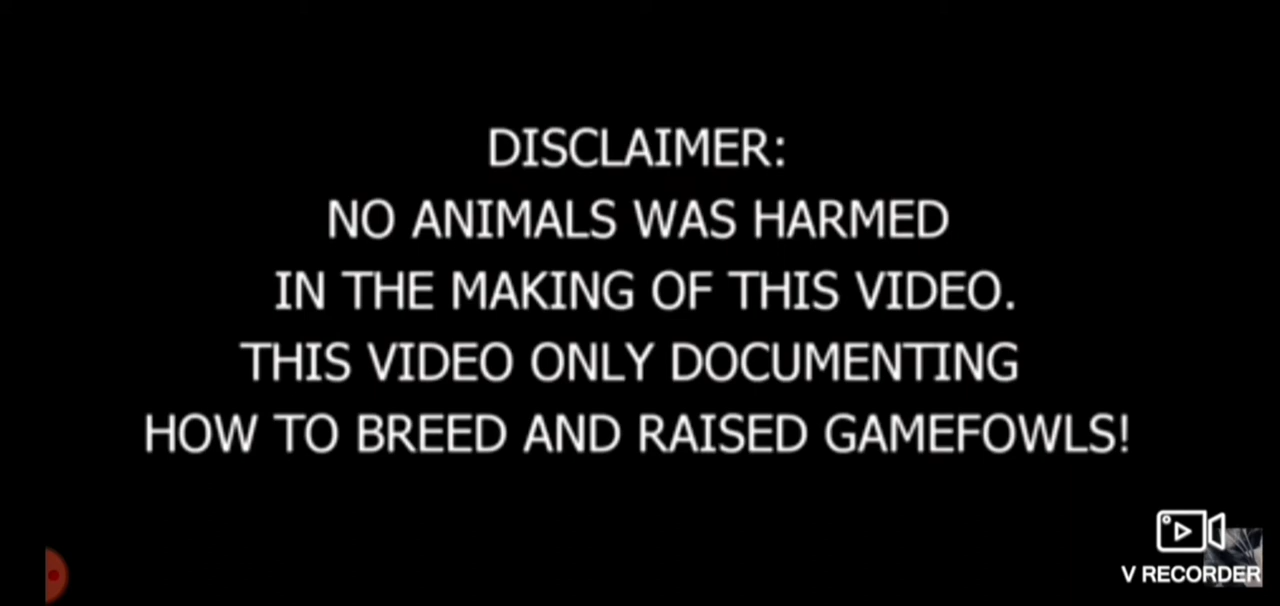 DISCLAIMER:
NO ANIMALS WAS HARMED
IN THE MAKING OF THIS VIDEO.
THIS VIDEO ONLY DOCUMENTING
HOW TO BREED AND RAISED GAMEFOWLS!
V RECORDER